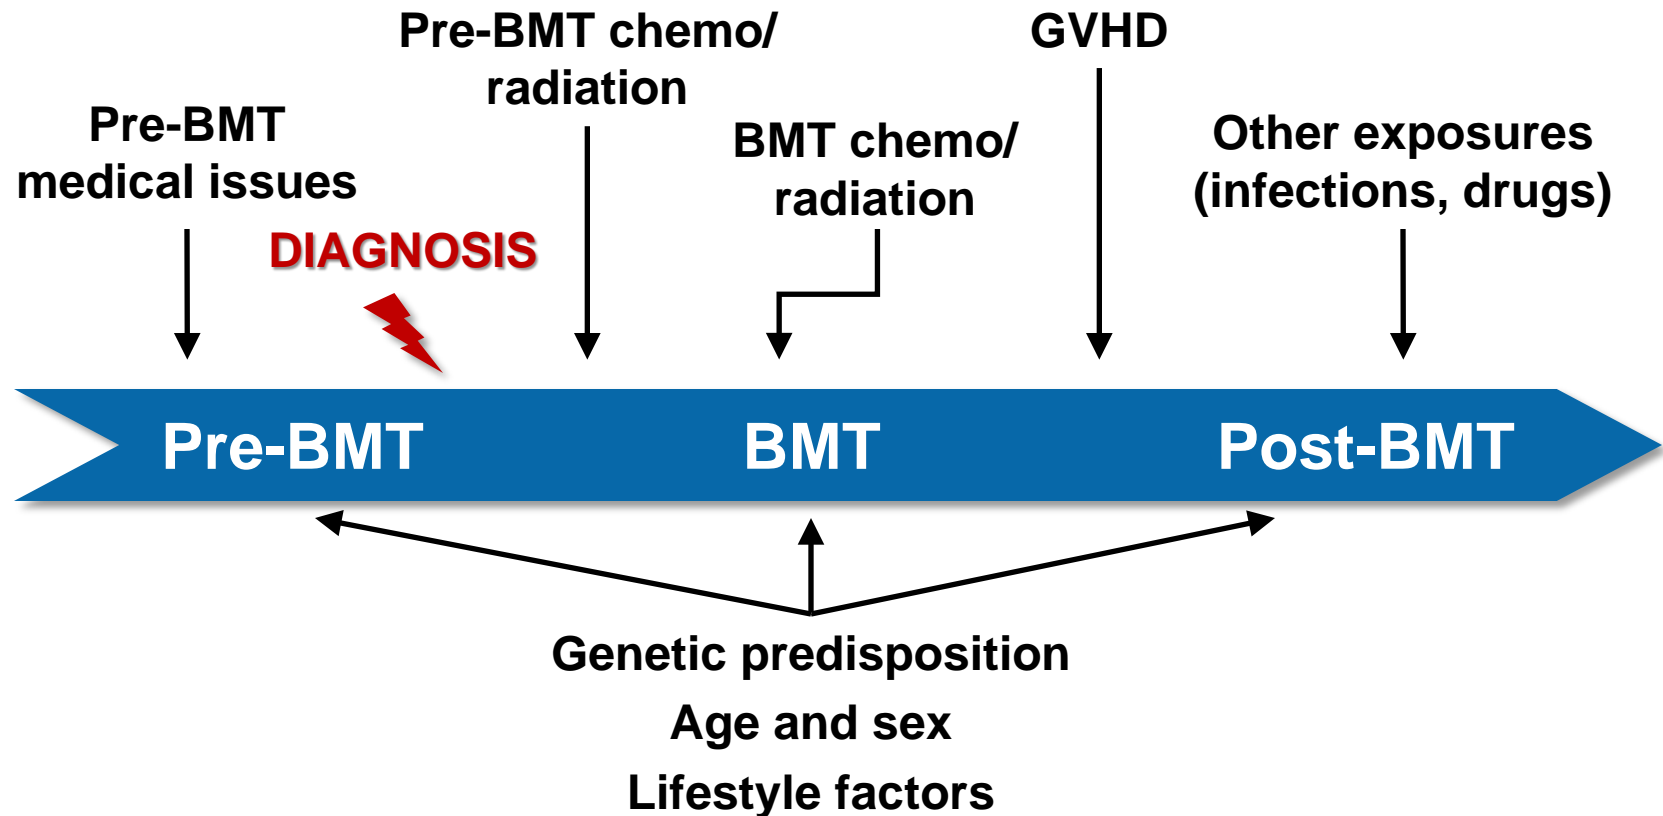 Pre-BMT chemo/
radiation
GVHD
Pre-BMT
medical issues
BMT chemo/
radiation
Other exposures
(infections, drugs)
DIAGNOSIS
Pre-BMT
BMT
Post-BMT
Genetic predisposition
Age and sex
Lifestyle factors